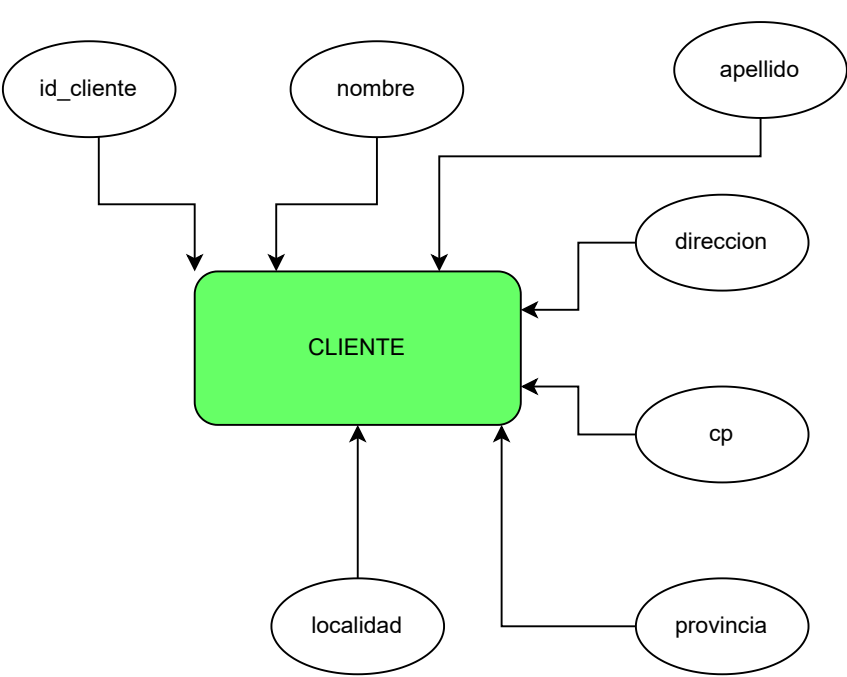 id_cliente
nombre
apellido
direccion
CLIENTE
cp
localidad
provincia